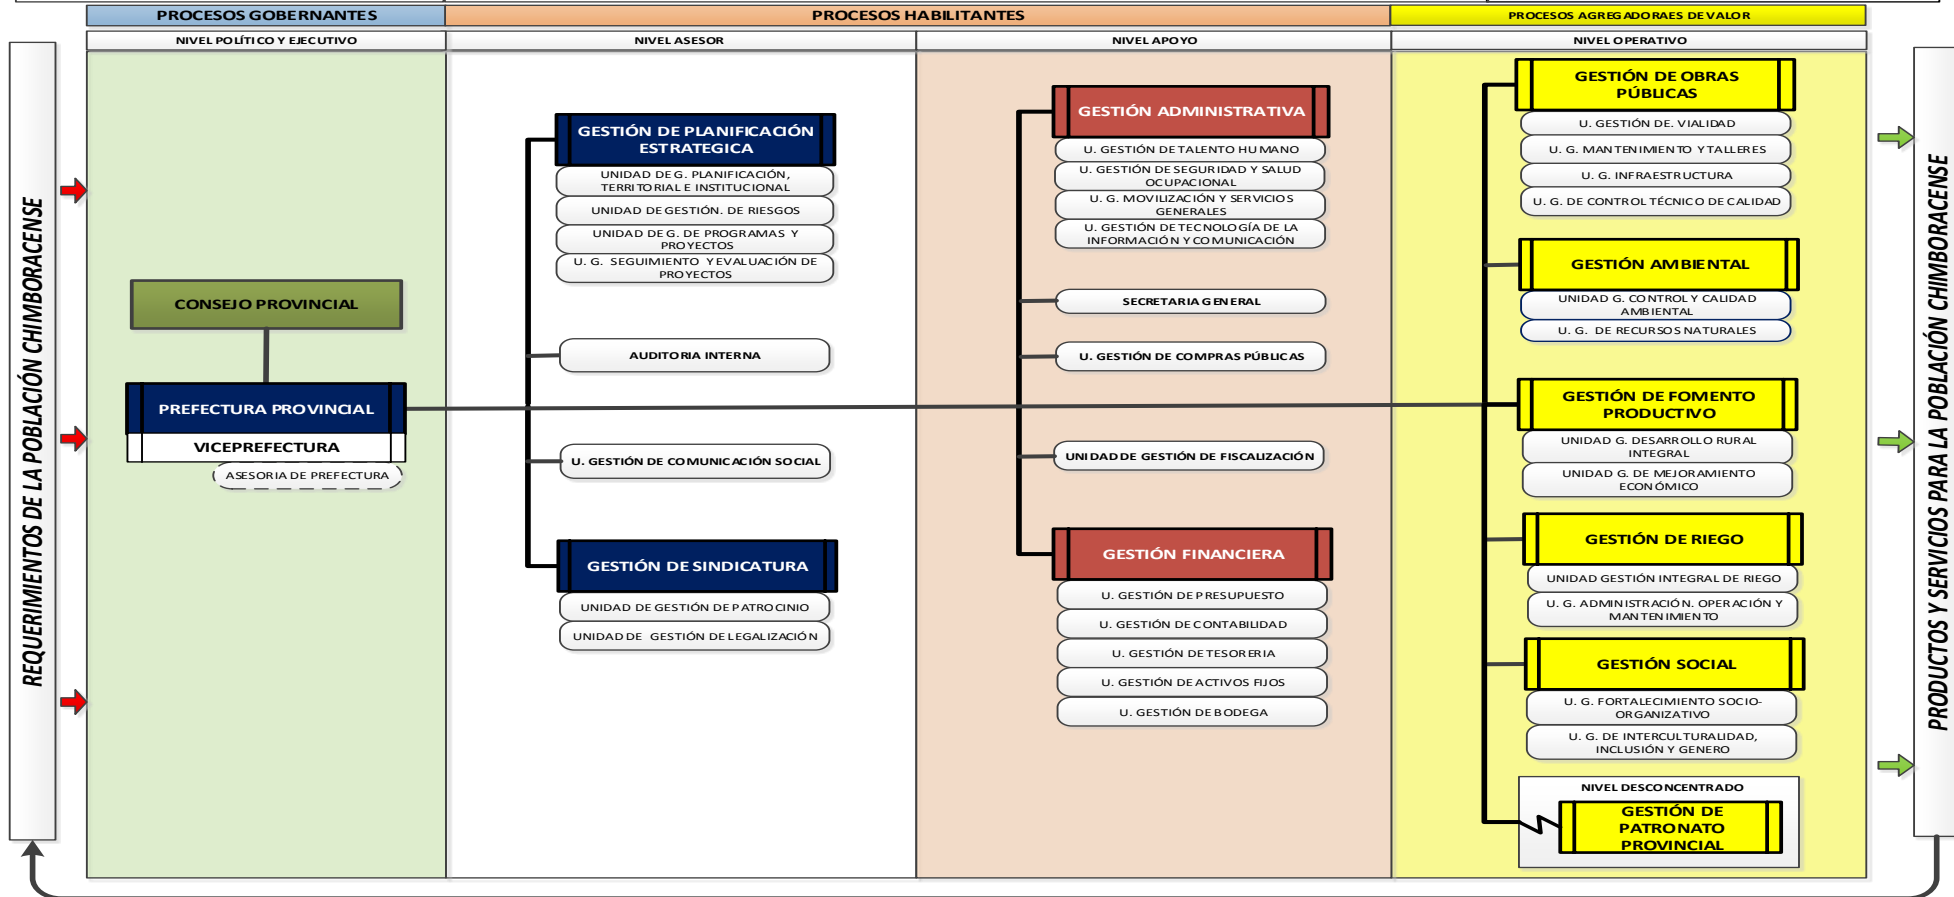 PROCESOS GOBERNANTES
PROCESOS HABILITANTES
PROCESOS AGREGADORAES DE VALOR
NIVEL POLÍTICO Y EJECUTIVO
NIVEL ASESOR
NIVEL APOYO
NIVEL OPERATIVO
REQUERIMIENTOS DE LA POBLACIÓN CHIMBORACENSE
CONSEJO PROVINCIAL
PREFECTURA PROVINCIAL
VICEPREFECTURA
ASESORIA DE PREFECTURA
GESTIÓN DE PLANIFICACIÓN
ESTRATEGICA
UNIDAD DE G. PLANIFICACIÓN,
TERRITORIAL E INSTITUCIONAL
UNIDAD DE GESTIÓN. DE RIESGOS
UNIDAD DE G. DE PROGRAMAS Y
PROYECTOS
U. G. SEGUIMIENTO Y EVALUACIÓN DE
PROYECTOS
AUDITORIA INTERNA
U. GESTIÓN DE COMUNICACIÓN SOCIAL
GESTIÓN DE SINDICATURA
UNIDAD DE GESTIÓN DE PATROCINIO
UNIDAD DE GESTIÓN DE LEGALIZACIÓN
GESTIÓN ADMINISTRATIVA
U. GESTIÓN DE TALENTO HUMANO
U. GESTIÓN DE SEGURIDAD Y SALUD
OCUPACIONAL
U. G. MOVILIZACIÓN Y SERVICIOS
GENERALES
U. GESTIÓN DE TECNOLOGÍA DE LA
INFORMACIÓN Y COMUNICACIÓN
SECRETARIA GENERAL
U. GESTIÓN DE COMPRAS PÚBLICAS
UNIDAD DE GESTIÓN DE FISCALIZACIÓN
GESTIÓN FINANCIERA
U. GESTIÓN DE PRESUPUESTO
U. GESTIÓN DE CONTABILIDAD
U. GESTIÓN DE TESORERIA
U. GESTIÓN DE ACTIVOS FIJOS
U. GESTIÓN DE BODEGA
GESTIÓN DE OBRAS
PÚBLICAS
U. GESTIÓN DE. VIALIDAD
U. G. MANTENIMIENTO Y TALLERES
U. G. INFRAESTRUCTURA
U. G. DE CONTROL TÉCNICO DE CALIDAD
GESTIÓN AMBIENTAL
UNIDAD G. CONTROL Y CALIDAD
AMBIENTAL
U. G. DE RECURSOS NATURALES
GESTIÓN DE FOMENTO
PRODUCTIVO
UNIDAD G. DESARROLLO RURAL
INTEGRAL
UNIDAD G. DE MEJORAMIENTO
ECONÓMICO
GESTIÓN DE RIEGO
UNIDAD GESTIÓN INTEGRAL DE RIEGO
U. G. ADMINISTRACIÓN. OPERACIÓN Y
MANTENIMIENTO
GESTIÓN SOCIAL
U. G. FORTALECIMIENTO SOCIO-
ORGANIZATIVO
U. G. DE INTERCULTURALIDAD,
INCLUSIÓN Y GENERO
NIVEL DESCONCENTRADO
GESTIÓN DE
PATRONATO
PROVINCIAL
PRODUCTOS Y SERVICIOS PARA LA POBLACIÓN CHIMBORACENSE